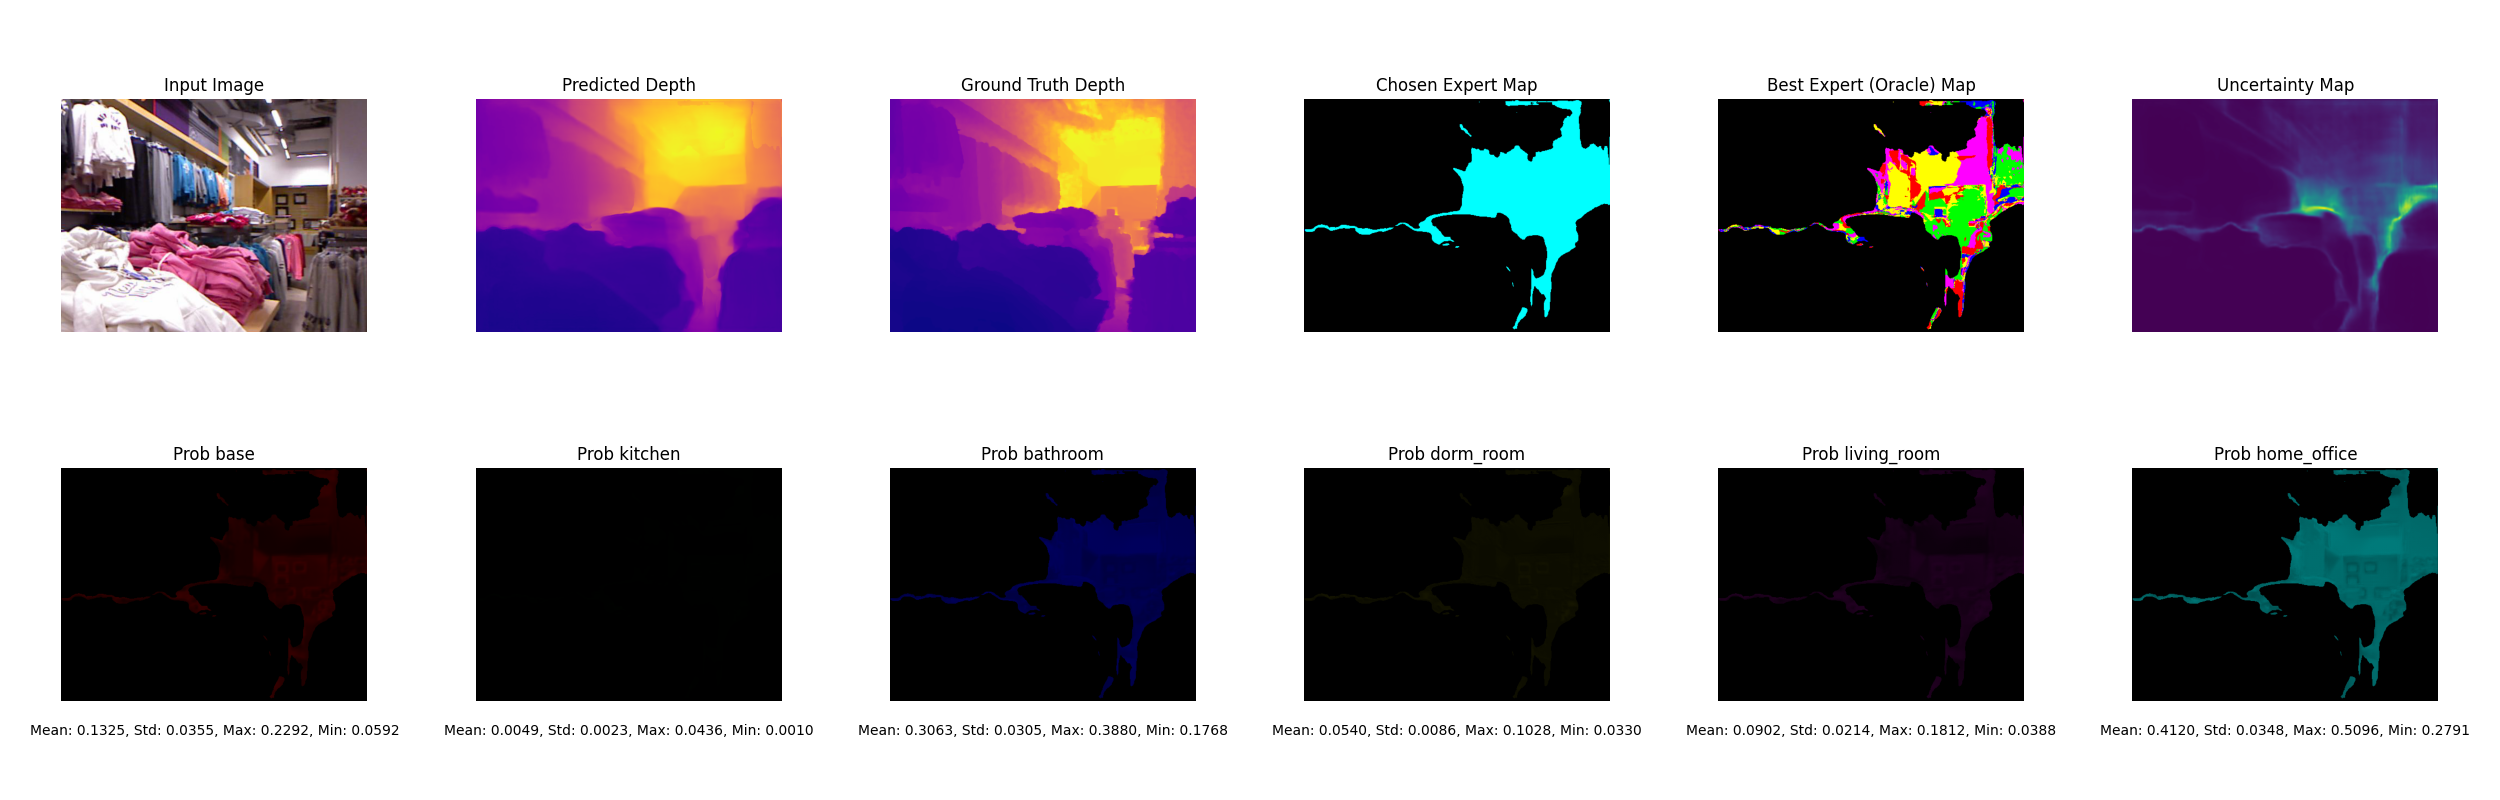 Input Image
Predicted Depth
Ground Truth Depth
Chosen Expert Map
Best Expert (Oracle) Map
Uncertainty Map
Prob base
Prob kitchen
Prob bathroom
Prob dorm_room
Prob living_room
Prob home_office
Mean: 0.1325, Std: 0.0355, Max: 0.2292, Min: 0.0592
Mean: 0.0049, Std: 0.0023, Max: 0.0436, Min: 0.0010
Mean: 0.3063, Std: 0.0305, Max: 0.3880, Min: 0.1768
Mean: 0.0540, Std: 0.0086, Max: 0.1028, Min: 0.0330
Mean: 0.0902, Std: 0.0214, Max: 0.1812, Min: 0.0388
Mean: 0.4120, Std: 0.0348, Max: 0.5096, Min: 0.2791